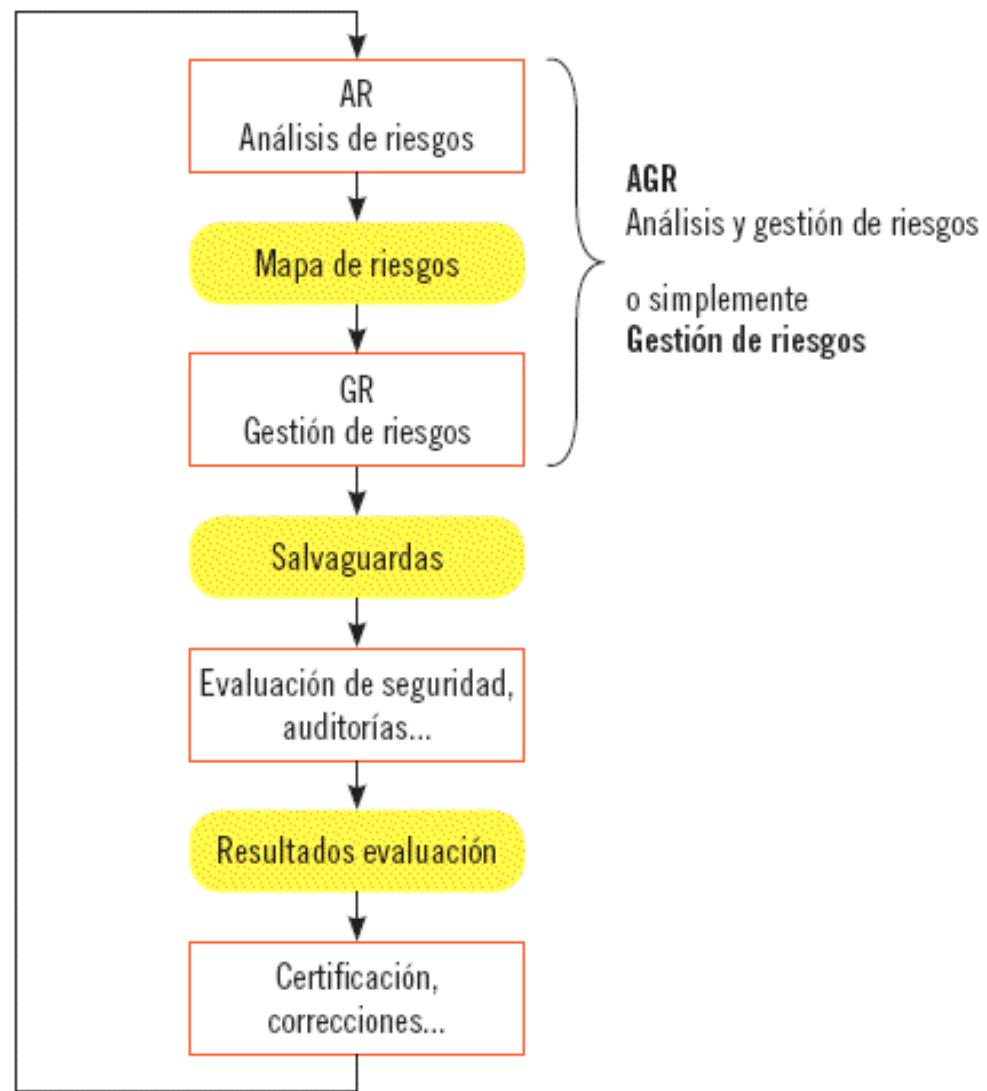 AR
Análisis de riesgos
Mapa de riesgos
GR
Gestión de riesgos
AGR
Análisis y gestión de riesgos
o simplemente
Gestión de riesgos
Salvaguardas
Evaluación de seguridad,
auditorías...
Resultados evaluación
Certificación,
correcciones...